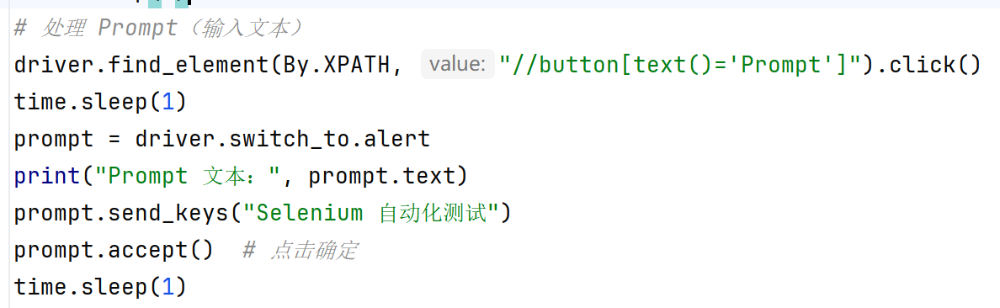 # 处理 Prompt（输入文本）
driver.find_element(By.XPATH, value: "//button[text()='Prompt']").click()
time.sleep(1)
prompt = driver.switch_to.alert
print("Prompt 文本：", prompt.text)
prompt.send_keys("Selenium 自动化测试")
prompt.accept()  # 点击确定
time.sleep(1)